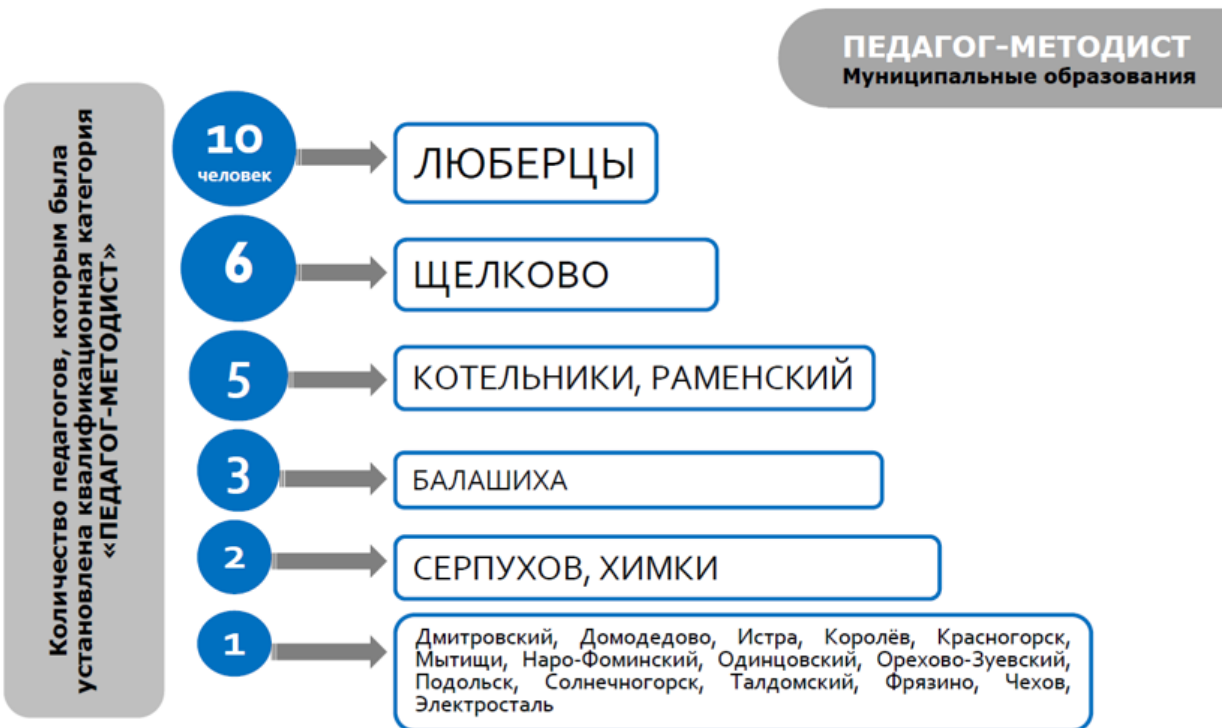 ПЕДАГОГ-МЕТОДИСТ
Муниципальные образования
Количество педагогов, которым была
установлена квалификационная категория
«ПЕДАГОГ-МЕТОДИСТ»
10
человек
ЛЮБЕРЦЫ
6
ЩЕЛКОВО
5
КОТЕЛЬНИКИ, РАМЕНСКИЙ
3
БАЛАШИХА
2
СЕРПУХОВ, ХИМКИ
1
Дмитровский, Домодедово, Истра, Королёв, Красногорск,
Мытищи, Наро-Фоминский, Одинцовский, Орехово-Зуевский,
Подольск, Солнечногорск, Талдомский, Фрязино, Чехов,
Электросталь